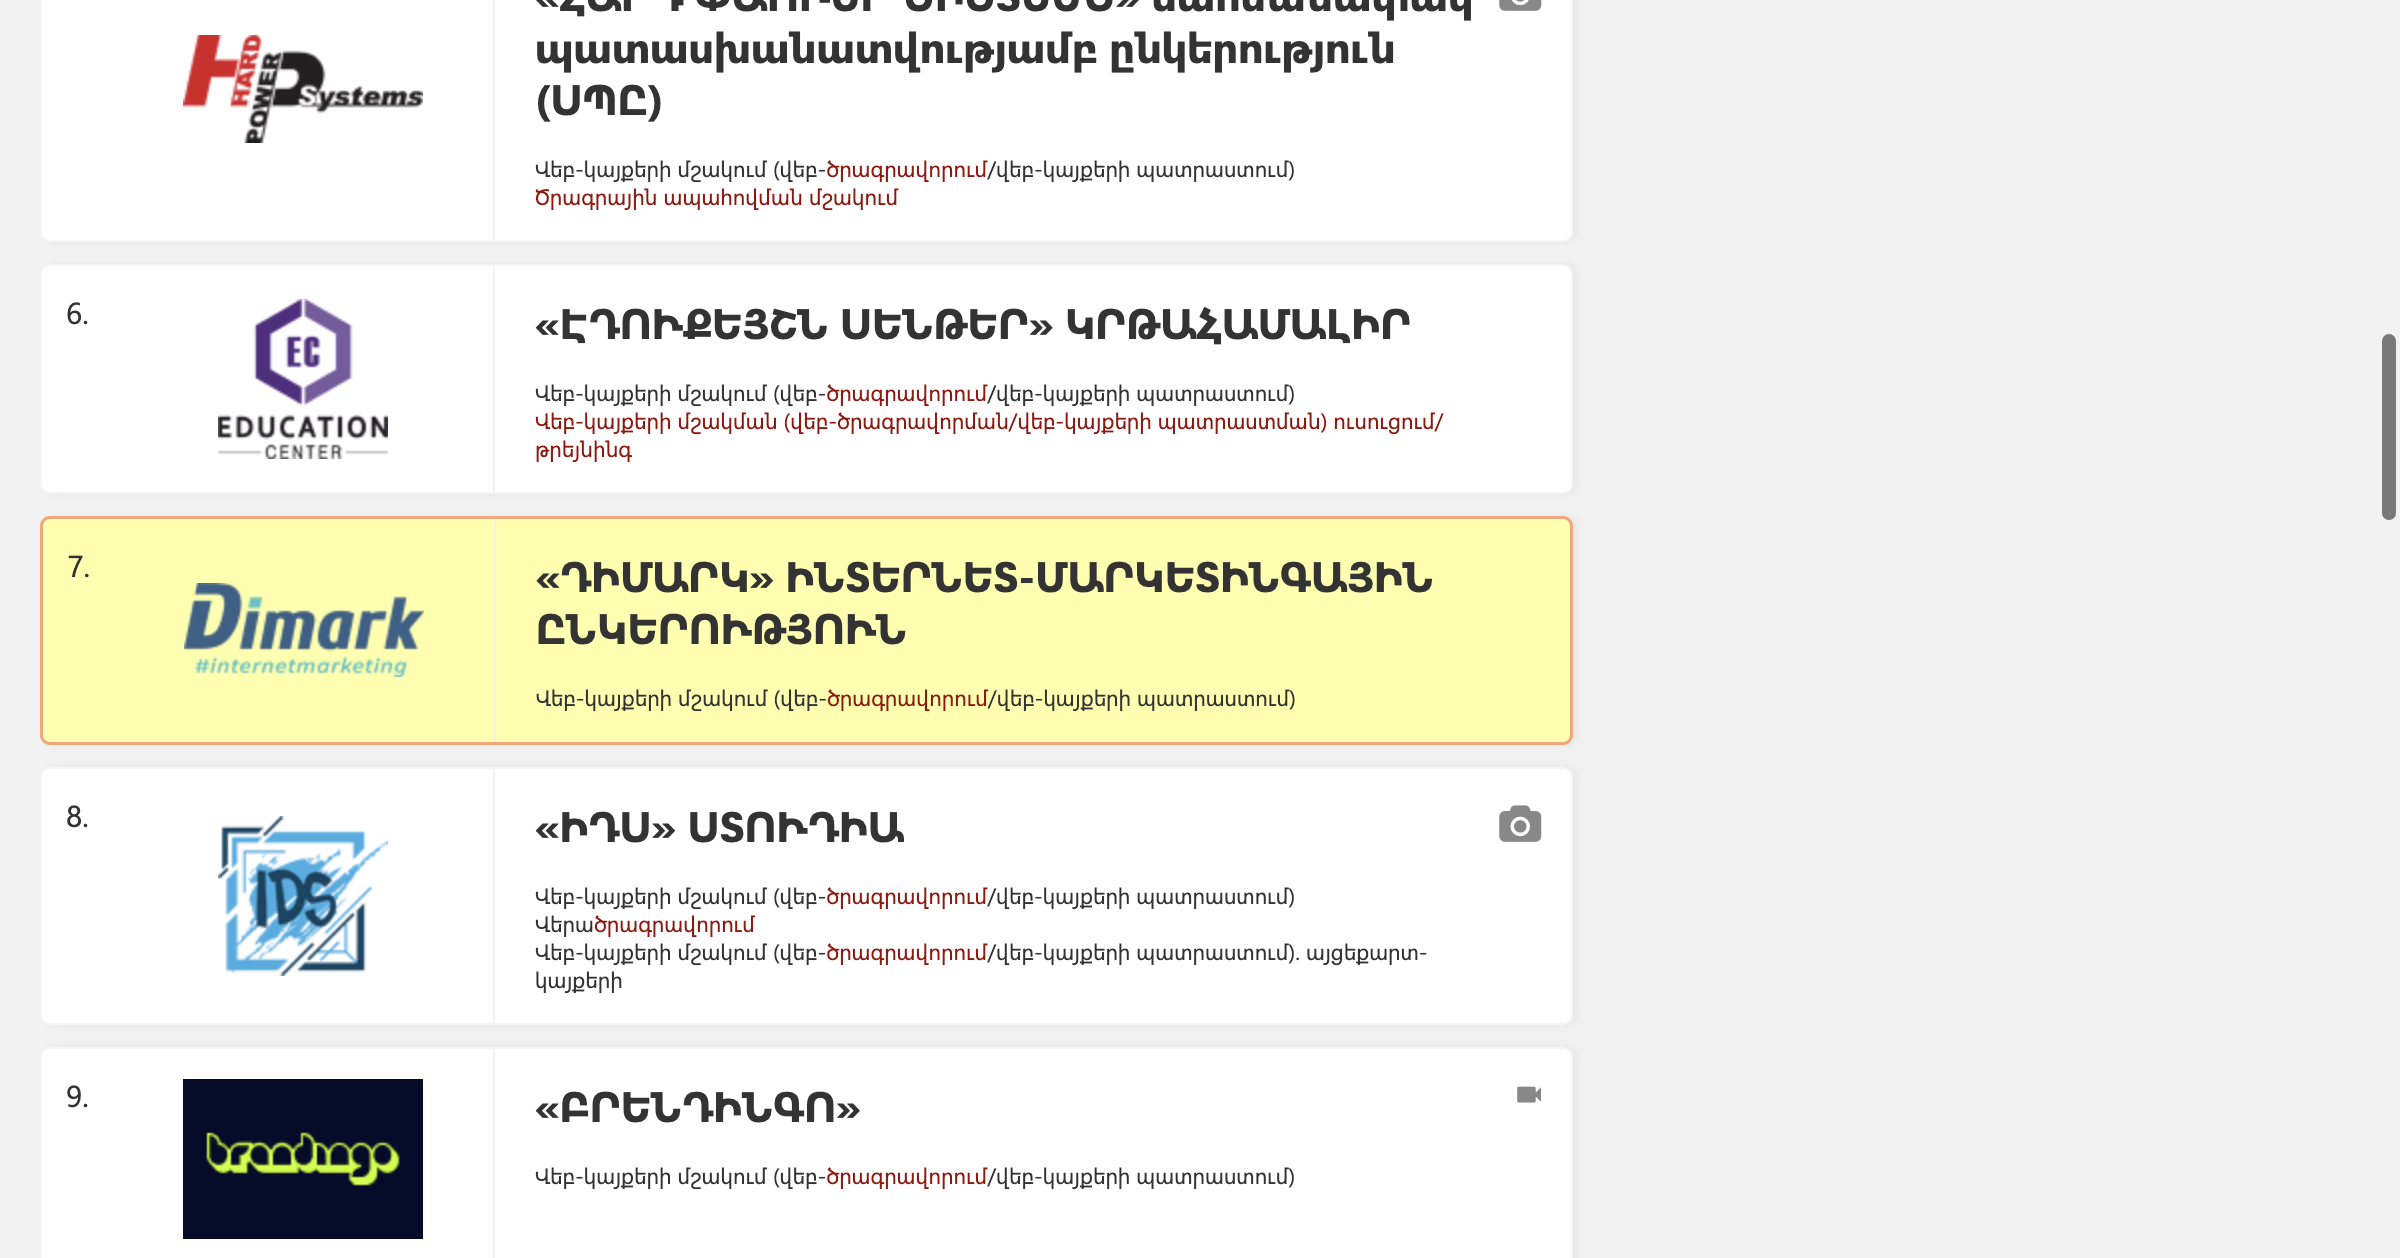 պատասխանատվությամբ ընկերություն
(ՍՊԸ)
HARD
POWER
Systems
Վեբ-կայքերի մշակում (վեբ-ծրագրավորում/վեբ-կայքերի պատրաստում)
Ծրագրային ապահովման մշակում
6.
EC
EDUCATION
CENTER
«ԷԴՈՒՔԵՅՇՆ ՍԵՆԹԵՐ» ԿՐԹԱՀԱՄԱԼԻՐ
Վեբ-կայքերի մշակում (վեբ-ծրագրավորում/վեբ-կայքերի պատրաստում)
Վեբ-կայքերի մշակման (վեբ-ծրագրավորման/վեբ-կայքերի պատրաստման) ուսուցում/
թրեյնինգ
7.
Dimark
#internetmarketing
«ԴԻՄԱՐԿ» ԻՆՏԵՐՆԵՏ-ՄԱՐԿԵՏԻՆԳԱՅԻՆ
ԸՆԿԵՐՈՒԹՅՈՒՆ
Վեբ-կայքերի մշակում (վեբ-ծրագրավորում/վեբ-կայքերի պատրաստում)
8.
IDS
«ԻԴՍ» ՍՏՈՒԴԻԱ
Վեբ-կայքերի մշակում (վեբ-ծրագրավորում/վեբ-կայքերի պատրաստում)
Վերածրագրավորում
Վեբ-կայքերի մշակում (վեբ-ծրագրավորում/վեբ-կայքերի պատրաստում). այցեքարտ-
կայքերի
9.
brandingo
«ԲՐԵՆԴԻՆԳՈ»
Վեբ-կայքերի մշակում (վեբ-ծրագրավորում/վեբ-կայքերի պատրաստում)